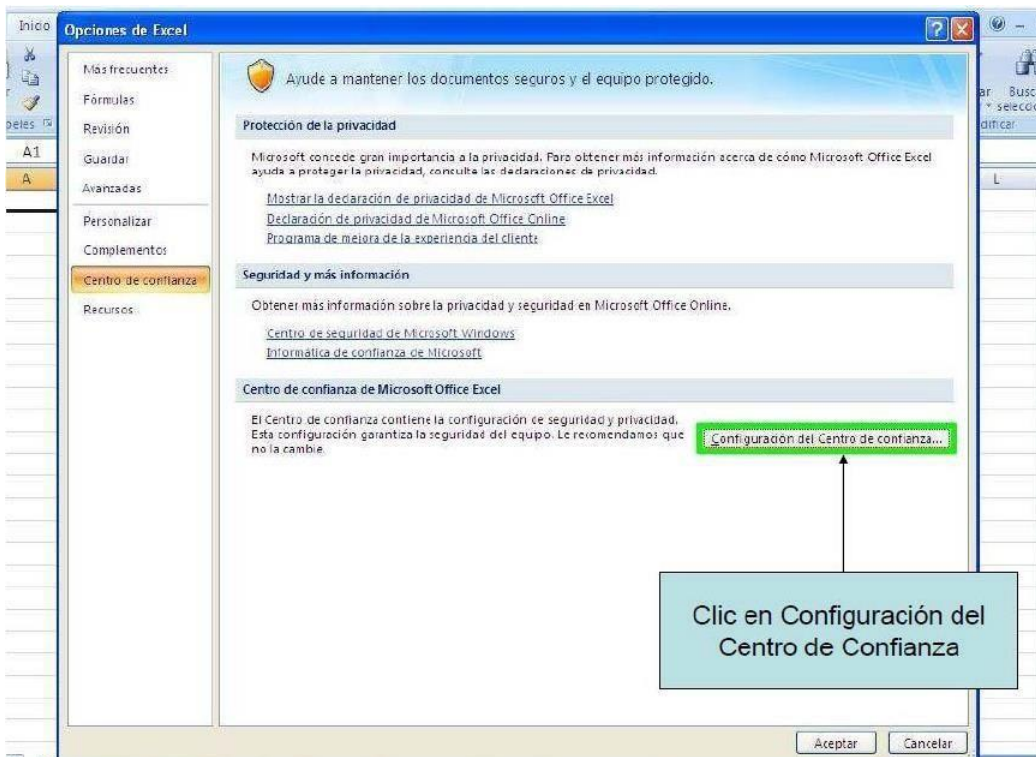 Inicio
Opciones de Excel
Más frecuentes
Fórmulas
Revisión
Guardar
Avanzadas
Personalizar
Complementos
Centro de confianza
Recursos
Ayude a mantener los documentos seguros y el equipo protegido.
Protección de la privacidad
Microsoft concede gran importancia a la privacidad. Para obtener más información acerca de cómo Microsoft Office Excel
ayuda a proteger la privacidad, consulte las declaraciones de privacidad.
Mostrar la declaración de privacidad de Microsoft Office Excel
Declaración de privacidad de Microsoft Office Online
Programa de mejora de la experiencia del cliente
Seguridad y más información
Obtener más información sobre la privacidad y seguridad en Microsoft Office Online.
Centro de seguridad de Microsoft Windows
Informática de confianza de Microsoft
Centro de confianza de Microsoft Office Excel
El Centro de confianza contiene la configuración de seguridad y privacidad.
Esta configuración garantiza la seguridad del equipo. Le recomendamos que
no la cambie.
Configuración del Centro de confianza...
Clic en Configuración del
Centro de Confianza
Aceptar
Cancelar
peles
A1
A
ar
Busc
selecc
dificar
L